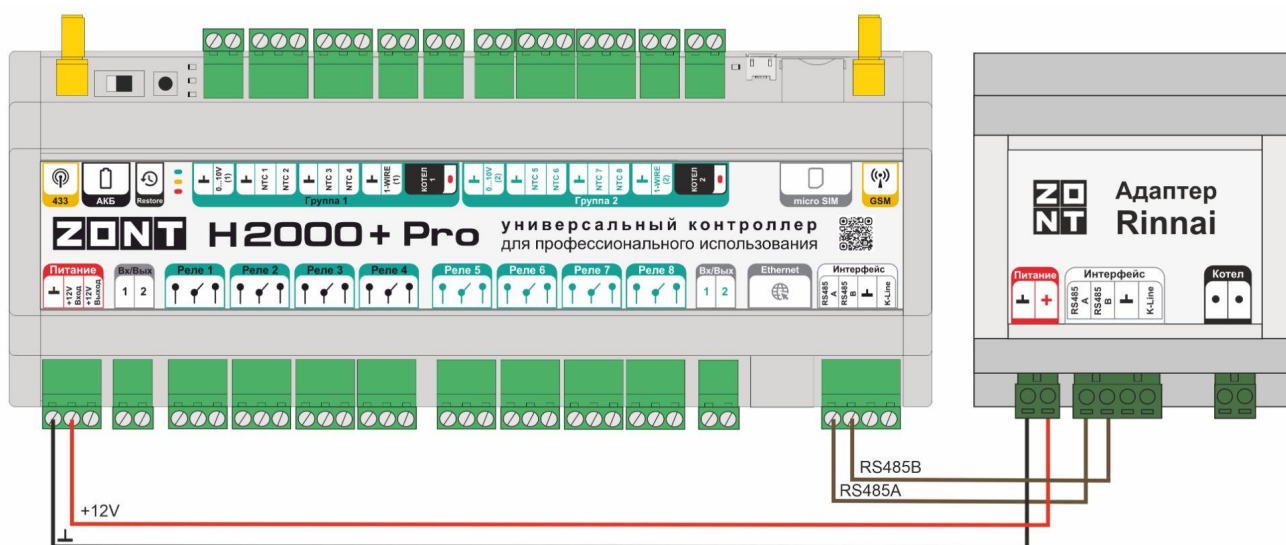 433
АКБ
Restore
⊥ 0...10V (1)
⊥ NTC 1 NTC 2
⊥ NTC 3 NTC 4
⊥ 1-WIRE (1)
КОТЕЛ 1
Группа 1
⊥ 0...10V (2)
⊥ NTC 5 NTC 6
⊥ NTC 7 NTC 8
⊥ 1-WIRE (2)
КОТЕЛ 2
Группа 2
micro SIM
GSM
ZONT H2000+ Pro
универсальный контроллер
для профессионального использования
Питание
⊥ +12V Вход +12V Выход
Вх/Вых
1 2
Реле 1
Реле 2
Реле 3
Реле 4
Реле 5
Реле 6
Реле 7
Реле 8
Вх/Вых
1 2
Ethernet
Интерфейс
RS485 A RS485 B ⊥ K-Line
ZONT
Адаптер
Rinnai
Питание
⊥ +
Интерфейс
RS485 A RS485 B ⊥ K-Line
Котел
RS485B
RS485A
+12V
⊥